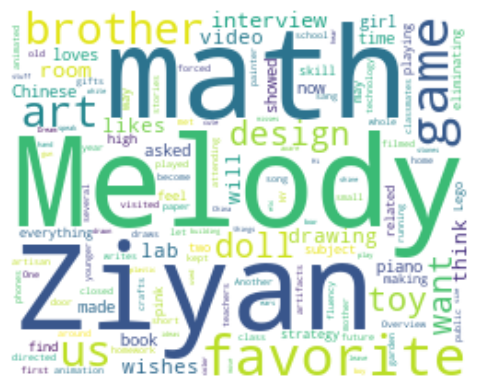 brother
interview
video
girl
time
loves
room
Chinese
math
game
eliminating
playing
skill
now
showed
may
art
likes
high
asked
design
will
feel
Melody
everything
lab
two
doll
drawing
related
Lego
piano
making
think
want
subject
toy
Ziyan
pink
book
made
find
strategy
fluency
artifacts
Another
Overview
wishes
us
favorite
directed
first
animation
short
future
mother
class
teachers
homework
crafts
closed
door
phones
One
artisan
younger
writes
draws
visited
paper
several
become
played
song
small
home
running
filmed
classmates
technology
painter
forced
stories
gifts
old
animated
school
year
let
building
kept
attending
whole
garden
public
around
ideas